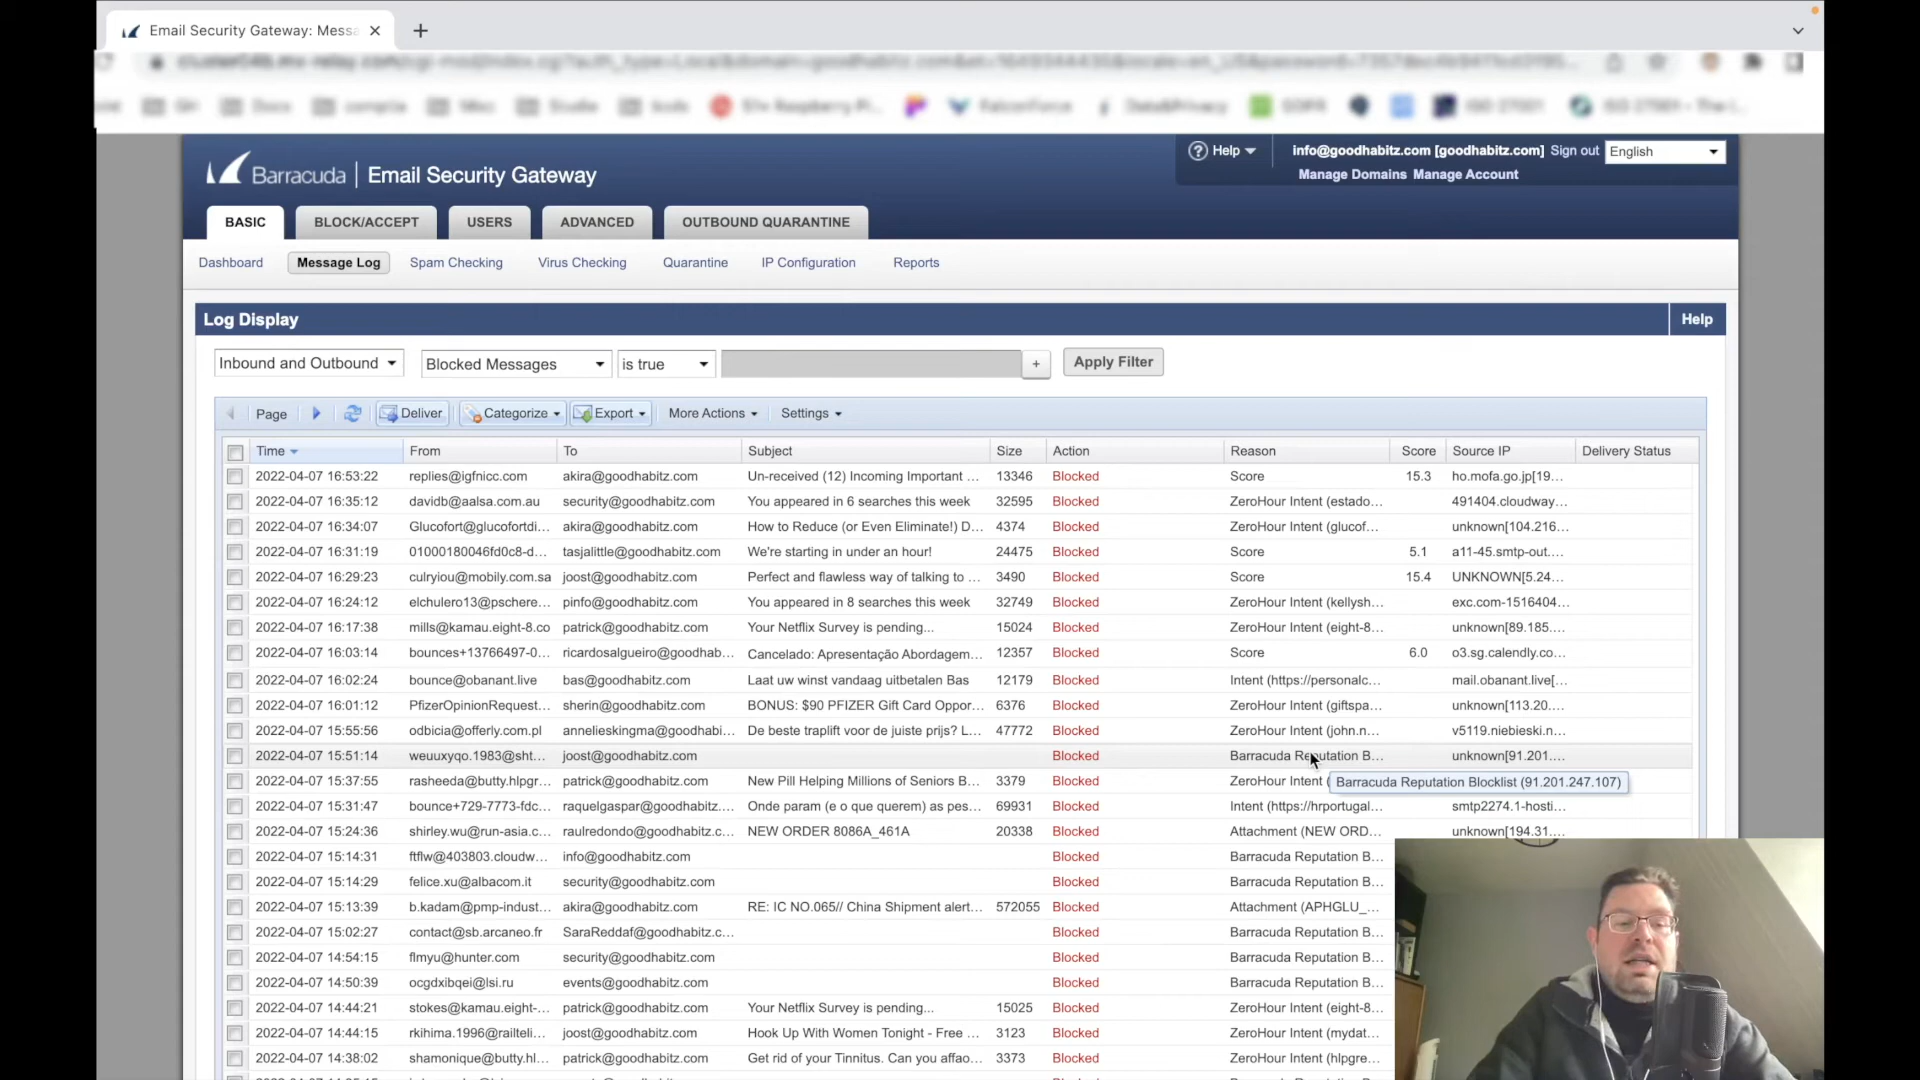 Email Security Gateway: Messa
Barracuda | Email Security Gateway
Help
info@goodhabitz.com [goodhabitz.com] Sign out English
Manage Domains Manage Account
BASIC BLOCK/ACCEPT USERS ADVANCED OUTBOUND QUARANTINE
Dashboard Message Log Spam Checking Virus Checking Quarantine IP Configuration Reports
Log Display Help
Inbound and Outbound Blocked Messages is true + Apply Filter
Page Deliver Categorize Export More Actions Settings
Time From To Subject Size Action Reason Score Source IP Delivery Status
2022-04-07 16:53:22 replies@igfnicc.com akira@goodhabitz.com Un-received (12) Incoming Important ... 13346 Blocked Score 15.3 ho.mofa.go.jp[19...
2022-04-07 16:35:12 davidb@aalsa.com.au security@goodhabitz.com You appeared in 6 searches this week 32595 Blocked ZeroHour Intent (estado... 491404.cloudway...
2022-04-07 16:34:07 Glucofort@glucofortdi... akira@goodhabitz.com How to Reduce (or Even Eliminate!) D... 4374 Blocked ZeroHour Intent (glucof... unknown[104.216...
2022-04-07 16:31:19 01000180046fd0c8-d... tasjalittle@goodhabitz.com We're starting in under an hour! 24475 Blocked Score 5.1 a11-45.smtp-out....
2022-04-07 16:29:23 culryiou@mobily.com.sa joost@goodhabitz.com Perfect and flawless way of talking to ... 3490 Blocked Score 15.4 UNKNOWN[5.24...
2022-04-07 16:24:12 elchulero13@pschere... pinfo@goodhabitz.com You appeared in 8 searches this week 32749 Blocked ZeroHour Intent (kellysh... exc.com-1516404...
2022-04-07 16:17:38 mills@kamau.eight-8.co patrick@goodhabitz.com Your Netflix Survey is pending... 15024 Blocked ZeroHour Intent (eight-8... unknown[89.185....
2022-04-07 16:03:14 bounces+13766497-0... ricardosalgueiro@goodhab... Cancelado: Apresentação Abordagem... 12357 Blocked Score 6.0 o3.sg.calendly.co...
2022-04-07 16:02:24 bounce@obanant.live bas@goodhabitz.com Laat uw winst vandaag uitbetalen Bas 12179 Blocked Intent (https://personalc... mail.obanant.live[...
2022-04-07 16:01:12 PfizerOpinionRequest... sherin@goodhabitz.com BONUS: $90 PFIZER Gift Card Oppor... 6376 Blocked ZeroHour Intent (giftspa... unknown[113.20....
2022-04-07 15:55:56 odbicia@offerly.com.pl annelieskingma@goodhabi... De beste traplift voor de juiste prijs? L... 47772 Blocked ZeroHour Intent (john.n... v5119.niebieski.n...
2022-04-07 15:51:14 weuuxyqo.1983@sht... joost@goodhabitz.com Blocked Barracuda Reputation B... unknown[91.201....
2022-04-07 15:37:55 rasheeda@butty.hlpgr... patrick@goodhabitz.com New Pill Helping Millions of Seniors B... 3379 Blocked ZeroHour Intent ( Barracuda Reputation Blocklist (91.201.247.107)
2022-04-07 15:31:47 bounce+729-7773-fdc... raquelgaspar@goodhabitz.... Onde param (e o que querem) as pes... 69931 Blocked Intent (https://hrportugal... smtp2274.1-hosti...
2022-04-07 15:24:36 shirley.wu@run-asia.c... raulredondo@goodhabitz.c... NEW ORDER 8086A_461A 20338 Blocked Attachment (NEW ORD... unknown[194.31....
2022-04-07 15:14:31 ftflw@403803.cloudw... info@goodhabitz.com Blocked Barracuda Reputation B...
2022-04-07 15:14:29 felice.xu@albacom.it security@goodhabitz.com Blocked Barracuda Reputation B...
2022-04-07 15:13:39 b.kadam@pmp-indust... akira@goodhabitz.com RE: IC NO.065// China Shipment alert... 572055 Blocked Attachment (APHGLU_...
2022-04-07 15:02:27 contact@sb.arcaneo.fr SaraReddaf@goodhabitz.c... Blocked Barracuda Reputation B...
2022-04-07 14:54:15 flmyu@hunter.com security@goodhabitz.com Blocked Barracuda Reputation B...
2022-04-07 14:50:39 ocgdxibqei@lsi.ru events@goodhabitz.com Blocked Barracuda Reputation B...
2022-04-07 14:44:21 stokes@kamau.eight-... patrick@goodhabitz.com Your Netflix Survey is pending... 15025 Blocked ZeroHour Intent (eight-8...
2022-04-07 14:44:15 rkihima.1996@railteli... joost@goodhabitz.com Hook Up With Women Tonight - Free ... 3123 Blocked ZeroHour Intent (mydat...
2022-04-07 14:38:02 shamonique@butty.hl... patrick@goodhabitz.com Get rid of your Tinnitus. Can you affao... 3373 Blocked ZeroHour Intent (hlpgre...